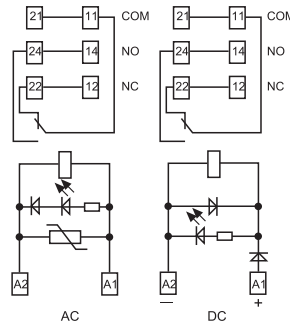 21 11 COM 21 11 COM
24 14 NO 24 14 NO
22 12 NC 22 12 NC
A2 A1 A2 A1
— +
AC DC